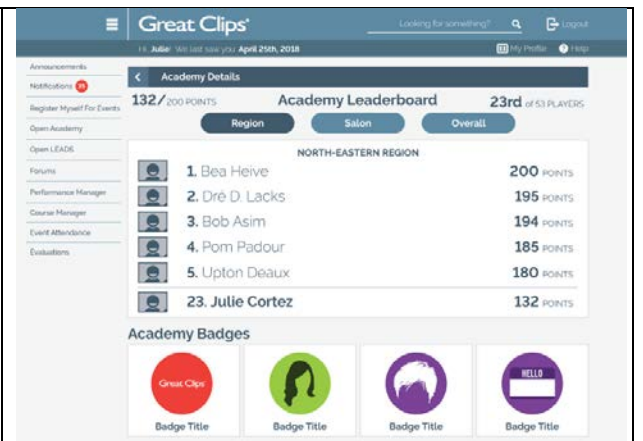 Great Clips
Looking for something?
Logout
Hi, Julie! We last saw you April 25th, 2018
My Profile
Help
Announcements
Notifications
Register Myself For Events
Open Academy
Open LEADS
Forums
Performance Manager
Course Manager
Event Attendance
Evaluations
Academy Details
132/200 POINTS
Academy Leaderboard
23rd of 53 PLAYERS
Region
Salon
Overall
NORTH-EASTERN REGION
1. Bea Heive 200 POINTS
2. Dré D. Lacks 195 POINTS
3. Bob Asim 194 POINTS
4. Pom Padour 185 POINTS
5. Upton Deaux 180 POINTS
23. Julie Cortez 132 POINTS
Academy Badges
Great Clips
HELLO
Badge Title
Badge Title
Badge Title
Badge Title